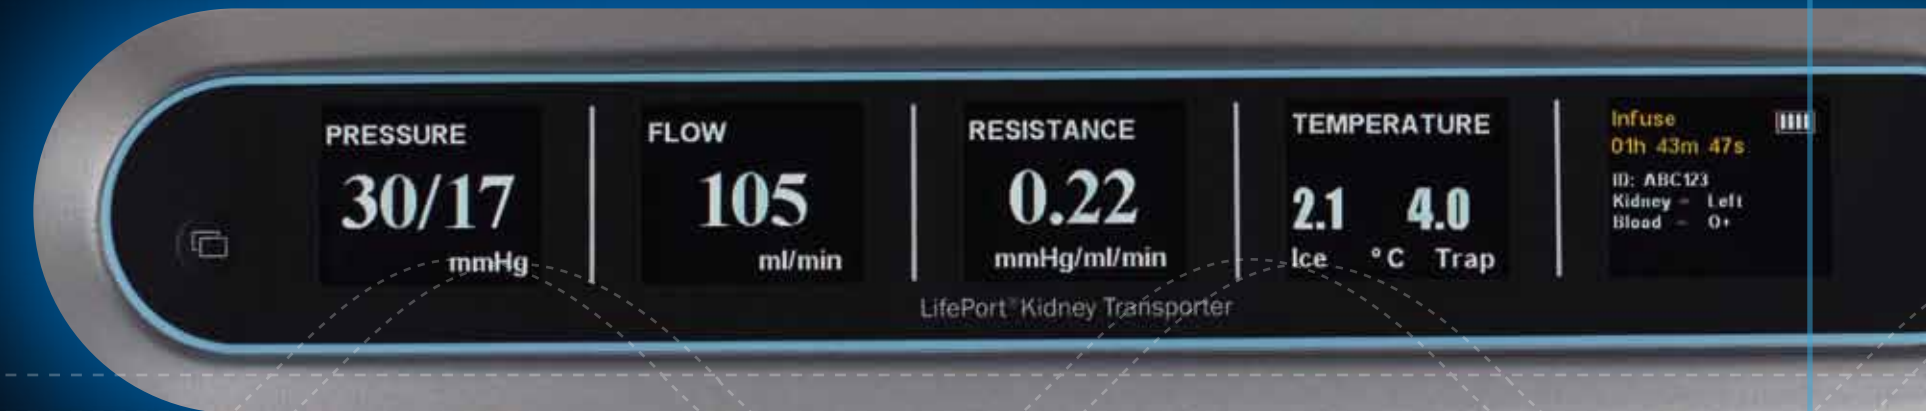 PRESSURE
30/17
mmHg
FLOW
105
ml/min
RESISTANCE
0.22
mmHg/ml/min
TEMPERATURE
2.1 4.0
Ice °C Trap
Infuse
01h 43m 47s
ID: ABC123
Kidney - Left
Blood - O+
LifePort® Kidney Transporter